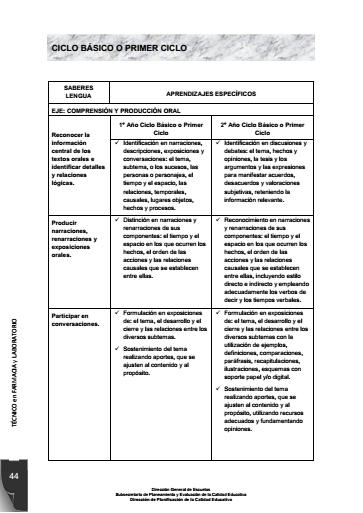 CICLO BÁSICO O PRIMER CICLO
SABERES
LENGUA
APRENDIZAJES ESPECÍFICOS
EJE: COMPRENSIÓN Y PRODUCCIÓN ORAL
1º Año Ciclo Básico o Primer
Ciclo
2º Año Ciclo Básico o Primer
Ciclo
Reconocer la
información
central de los
textos orales e
identificar detalles
y relaciones
lógicas.
✓ Identificación en narraciones,
descripciones, exposiciones y
conversaciones: el tema,
subtema, o los sucesos, las
personas o personajes, el
tiempo y el espacio, las
relaciones, temporales,
causales, lugares objetos,
hechos y procesos.
✓ Identificación en discusiones y
debates: el tema, hechos y
opiniones, la tesis y los
argumentos y las expresiones
para manifestar acuerdos,
desacuerdos y valoraciones
subjetivas, reteniendo la
información relevante.
Producir
narraciones,
renarraciones y
exposiciones
orales.
✓ Distinción en narraciones y
renarraciones de sus
componentes: el tiempo y el
espacio en los que ocurren los
hechos, el orden de las
acciones y las relaciones
causales que se establecen
entre ellas.
✓ Reconocimiento en narraciones
y renarraciones de sus
componentes: el tiempo y el
espacio en los que ocurren los
hechos, el orden de las
acciones y las relaciones
causales que se establecen
entre ellas, incluyendo estilo
directo e indirecto y empleando
adecuadamente los verbos de
decir y los tiempos verbales.
Participar en
conversaciones.
✓ Formulación en exposiciones
de: el tema, el desarrollo y el
cierre y las relaciones entre los
diversos subtemas.
✓ Sostenimiento del tema
realizando aportes, que se
ajusten al contenido y al
propósito.
✓ Formulación en exposiciones
de: el tema, el desarrollo y el
cierre y las relaciones entre los
diversos subtemas con la
utilización de ejemplos,
definiciones, comparaciones,
paráfrasis, recapitulaciones,
ilustraciones, esquemas con
soporte papel y/o digital.
✓ Sostenimiento del tema
realizando aportes, que se
ajusten al contenido y al
propósito, utilizando recursos
adecuados y fundamentando
opiniones.
TÉCNICO en FARMACIA y LABORATORIO
44
Dirección General de Escuelas
Subsecretaría de Planeamiento y Evaluación de la Calidad Educativa
Dirección de Planificación de la Calidad Educativa